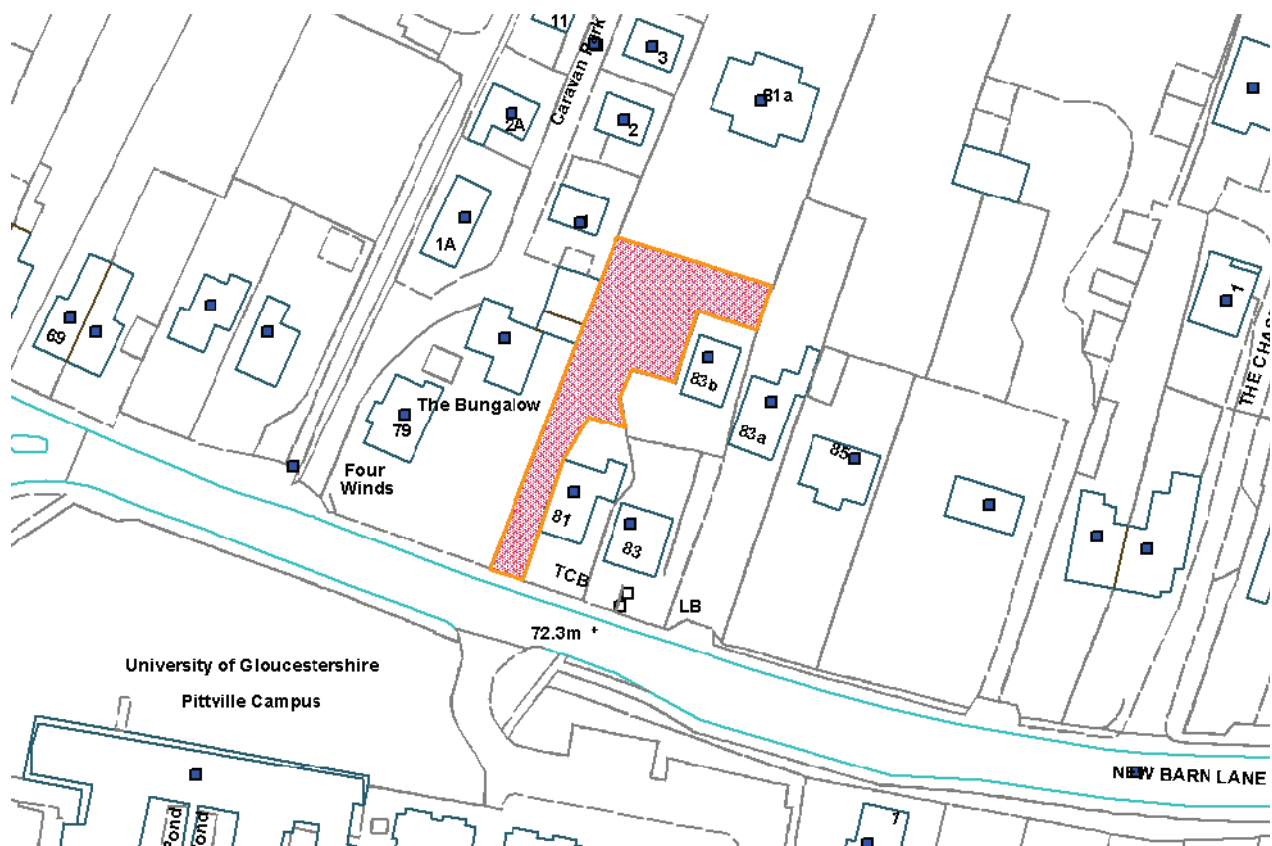 11
Caravan Park
3
81a
2A
2
1
1A
1
69
THE CHAS
83b
The Bungalow
79
83a
85
Four
Winds
81
83
TCB
LB
72.3m +
University of Gloucestershire
Pittville Campus
NEW BARN LANE
Pond
Pond
7